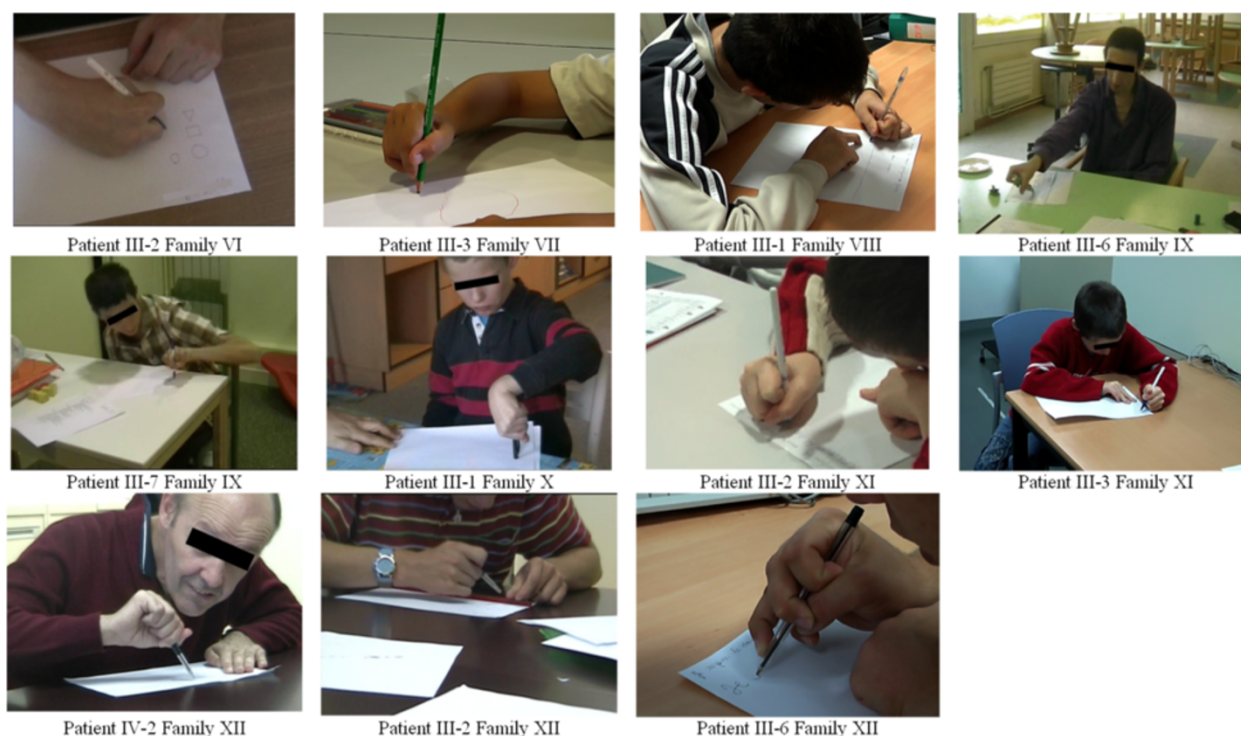 Patient III-2 Family VI
Patient III-3 Family VII
Patient III-1 Family VIII
Patient III-6 Family IX
Patient III-7 Family IX
Patient III-1 Family X
Patient III-2 Family XI
Patient III-3 Family XI
Patient IV-2 Family XII
Patient III-2 Family XII
Patient III-6 Family XII